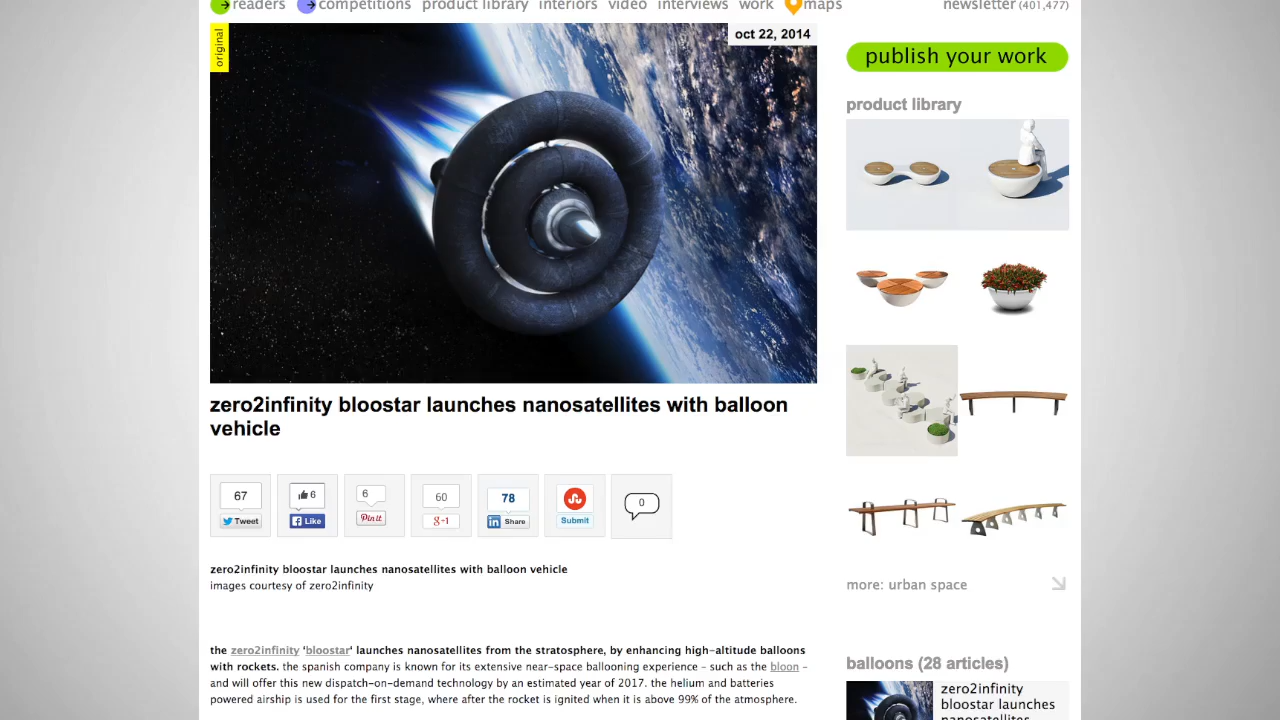 readers competitions product library interiors video interviews work maps newsletter (401,477)
original
oct 22, 2014
publish your work
product library
zero2infinity bloostar launches nanosatellites with balloon
vehicle
67 6 6 60 78 0
Tweet Like Pin it g+1 in Share Submit
zero2infinity bloostar launches nanosatellites with balloon vehicle
images courtesy of zero2infinity
more: urban space
the zero2infinity 'bloostar' launches nanosatellites from the stratosphere, by enhancing high-altitude balloons
with rockets. the spanish company is known for its extensive near-space ballooning experience – such as the bloon –
and will offer this new dispatch-on-demand technology by an estimated year of 2017. the helium and batteries
powered airship is used for the first stage, where after the rocket is ignited when it is above 99% of the atmosphere.
balloons (28 articles)
zero2infinity
bloostar launches
nanosatellites